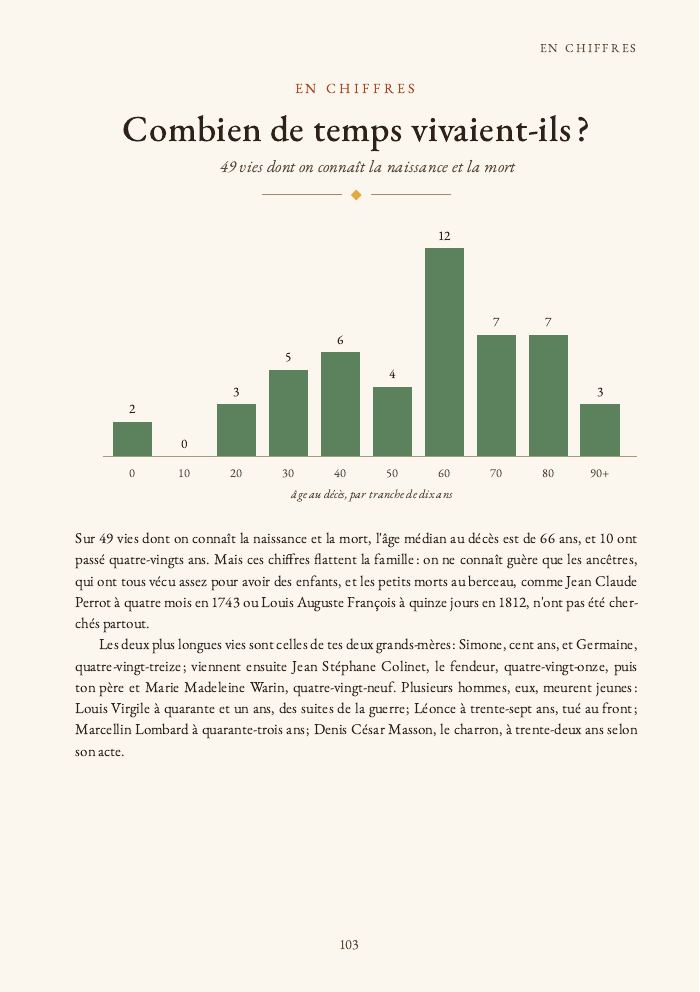 EN CHIFFRES
EN CHIFFRES
Combien de temps vivaient-ils ?
49 vies dont on connaît la naissance et la mort
12
7
7
6
5
4
3
3
2
0
0 10 20 30 40 50 60 70 80 90+
âge au décès, par tranche de dix ans
Sur 49 vies dont on connaît la naissance et la mort, l'âge médian au décès est de 66 ans, et 10 ont
passé quatre-vingts ans. Mais ces chiffres flattent la famille : on ne connaît guère que les ancêtres,
qui ont tous vécu assez pour avoir des enfants, et les petits morts au berceau, comme Jean Claude
Perrot à quatre mois en 1743 ou Louis Auguste François à quinze jours en 1812, n'ont pas été cher-
chés partout.
Les deux plus longues vies sont celles de tes deux grands-mères : Simone, cent ans, et Germaine,
quatre-vingt-treize ; viennent ensuite Jean Stéphane Colinet, le fendeur, quatre-vingt-onze, puis
ton père et Marie Madeleine Warin, quatre-vingt-neuf. Plusieurs hommes, eux, meurent jeunes :
Louis Virgile à quarante et un ans, des suites de la guerre ; Léonce à trente-sept ans, tué au front ;
Marcellin Lombard à quarante-trois ans ; Denis César Masson, le charron, à trente-deux ans selon
son acte.
103